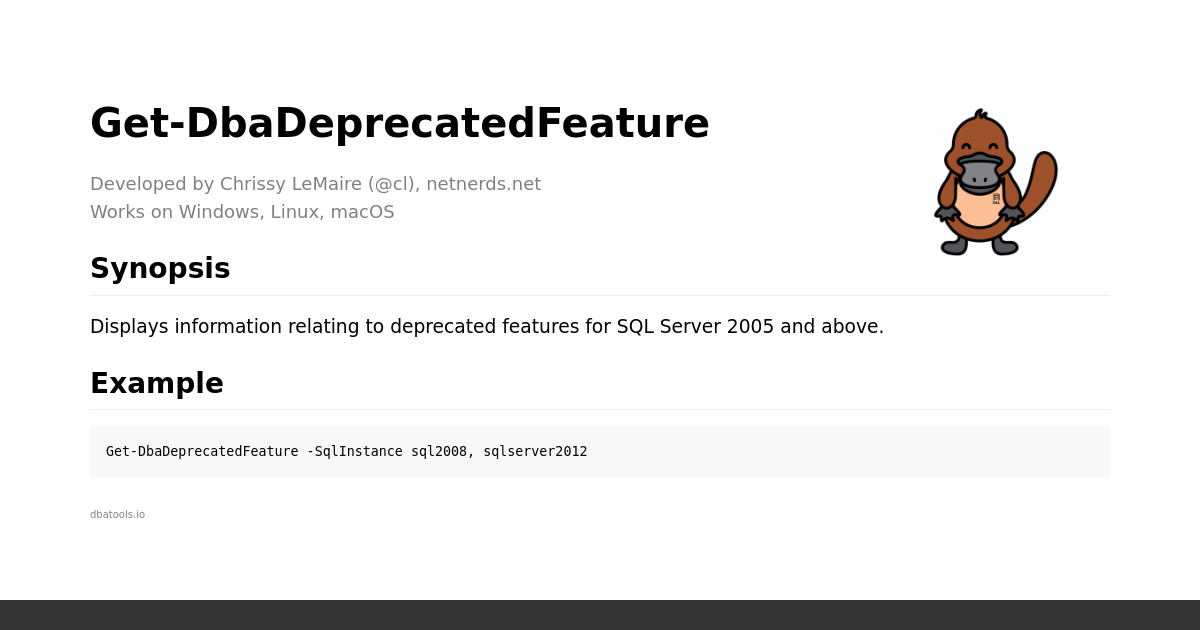 Get-DbaDeprecatedFeature
Developed by Chrissy LeMaire (@cl), netnerds.net
Works on Windows, Linux, macOS
Synopsis
Displays information relating to deprecated features for SQL Server 2005 and above.
Example
Get-DbaDeprecatedFeature -SqlInstance sql2008, sqlserver2012
dbatools.io